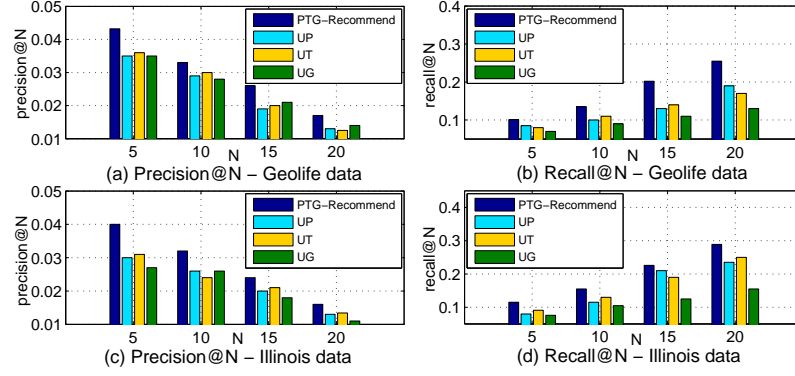 0.05
0.04
0.03
0.02
0.01
precision@N
PTG−Recommend
UP
UT
UG
5 10 15 20
N
(a) Precision@N − Geolife data
0.4
0.3
0.2
0.1
recall@N
PTG−Recommend
UP
UT
UG
5 10 15 20
N
(b) Recall@N − Geolife data
0.05
0.04
0.03
0.02
0.01
precision@N
PTG−Recommend
UP
UT
UG
5 10 15 20
N
(c) Precision@N − Illinois data
0.4
0.3
0.2
0.1
recall@N
PTG−Recommend
UP
UT
UG
5 10 15 20
N
(d) Recall@N − Illinois data